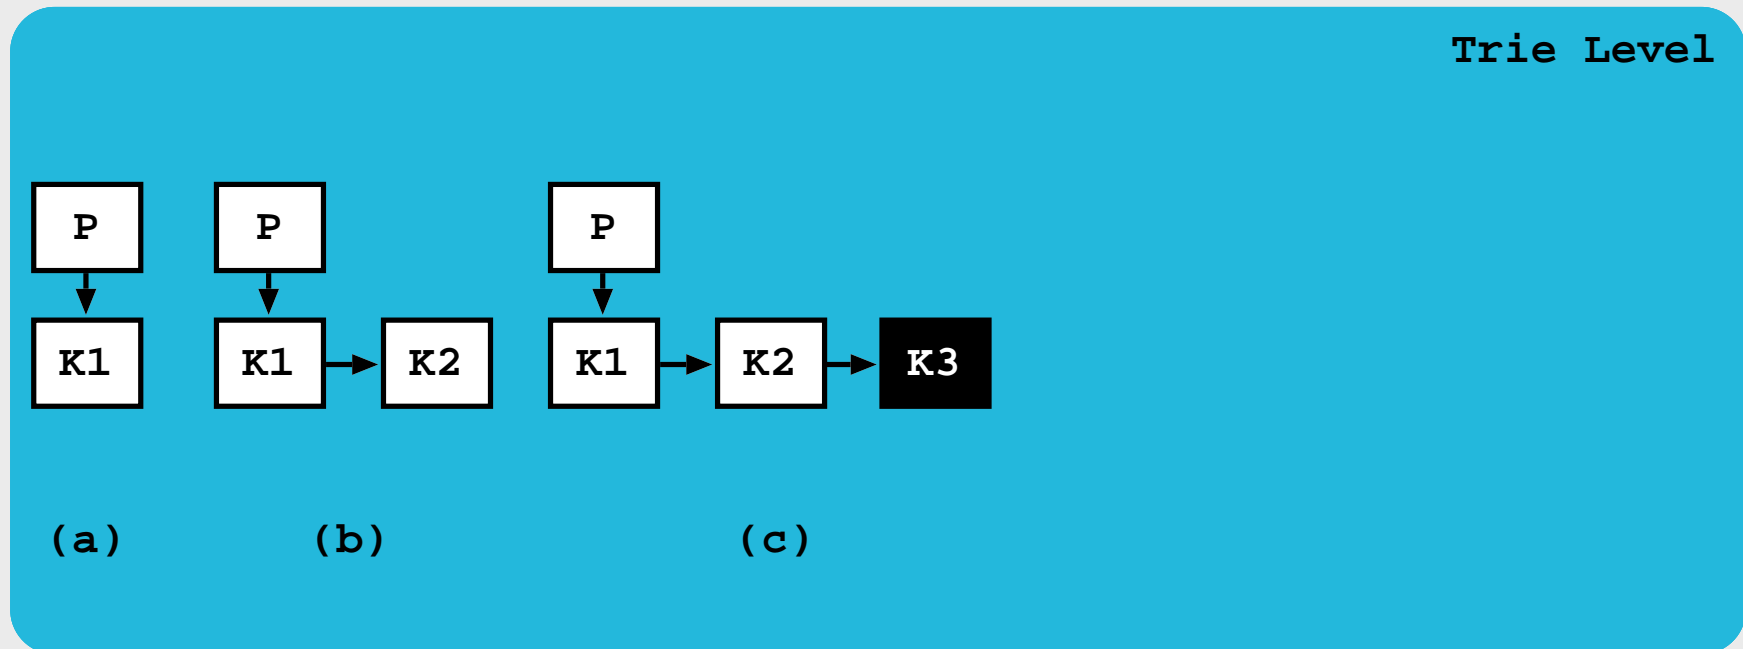 Trie Level
P P P
K1 K1 K2 K1 K2 K3
(a) (b) (c)